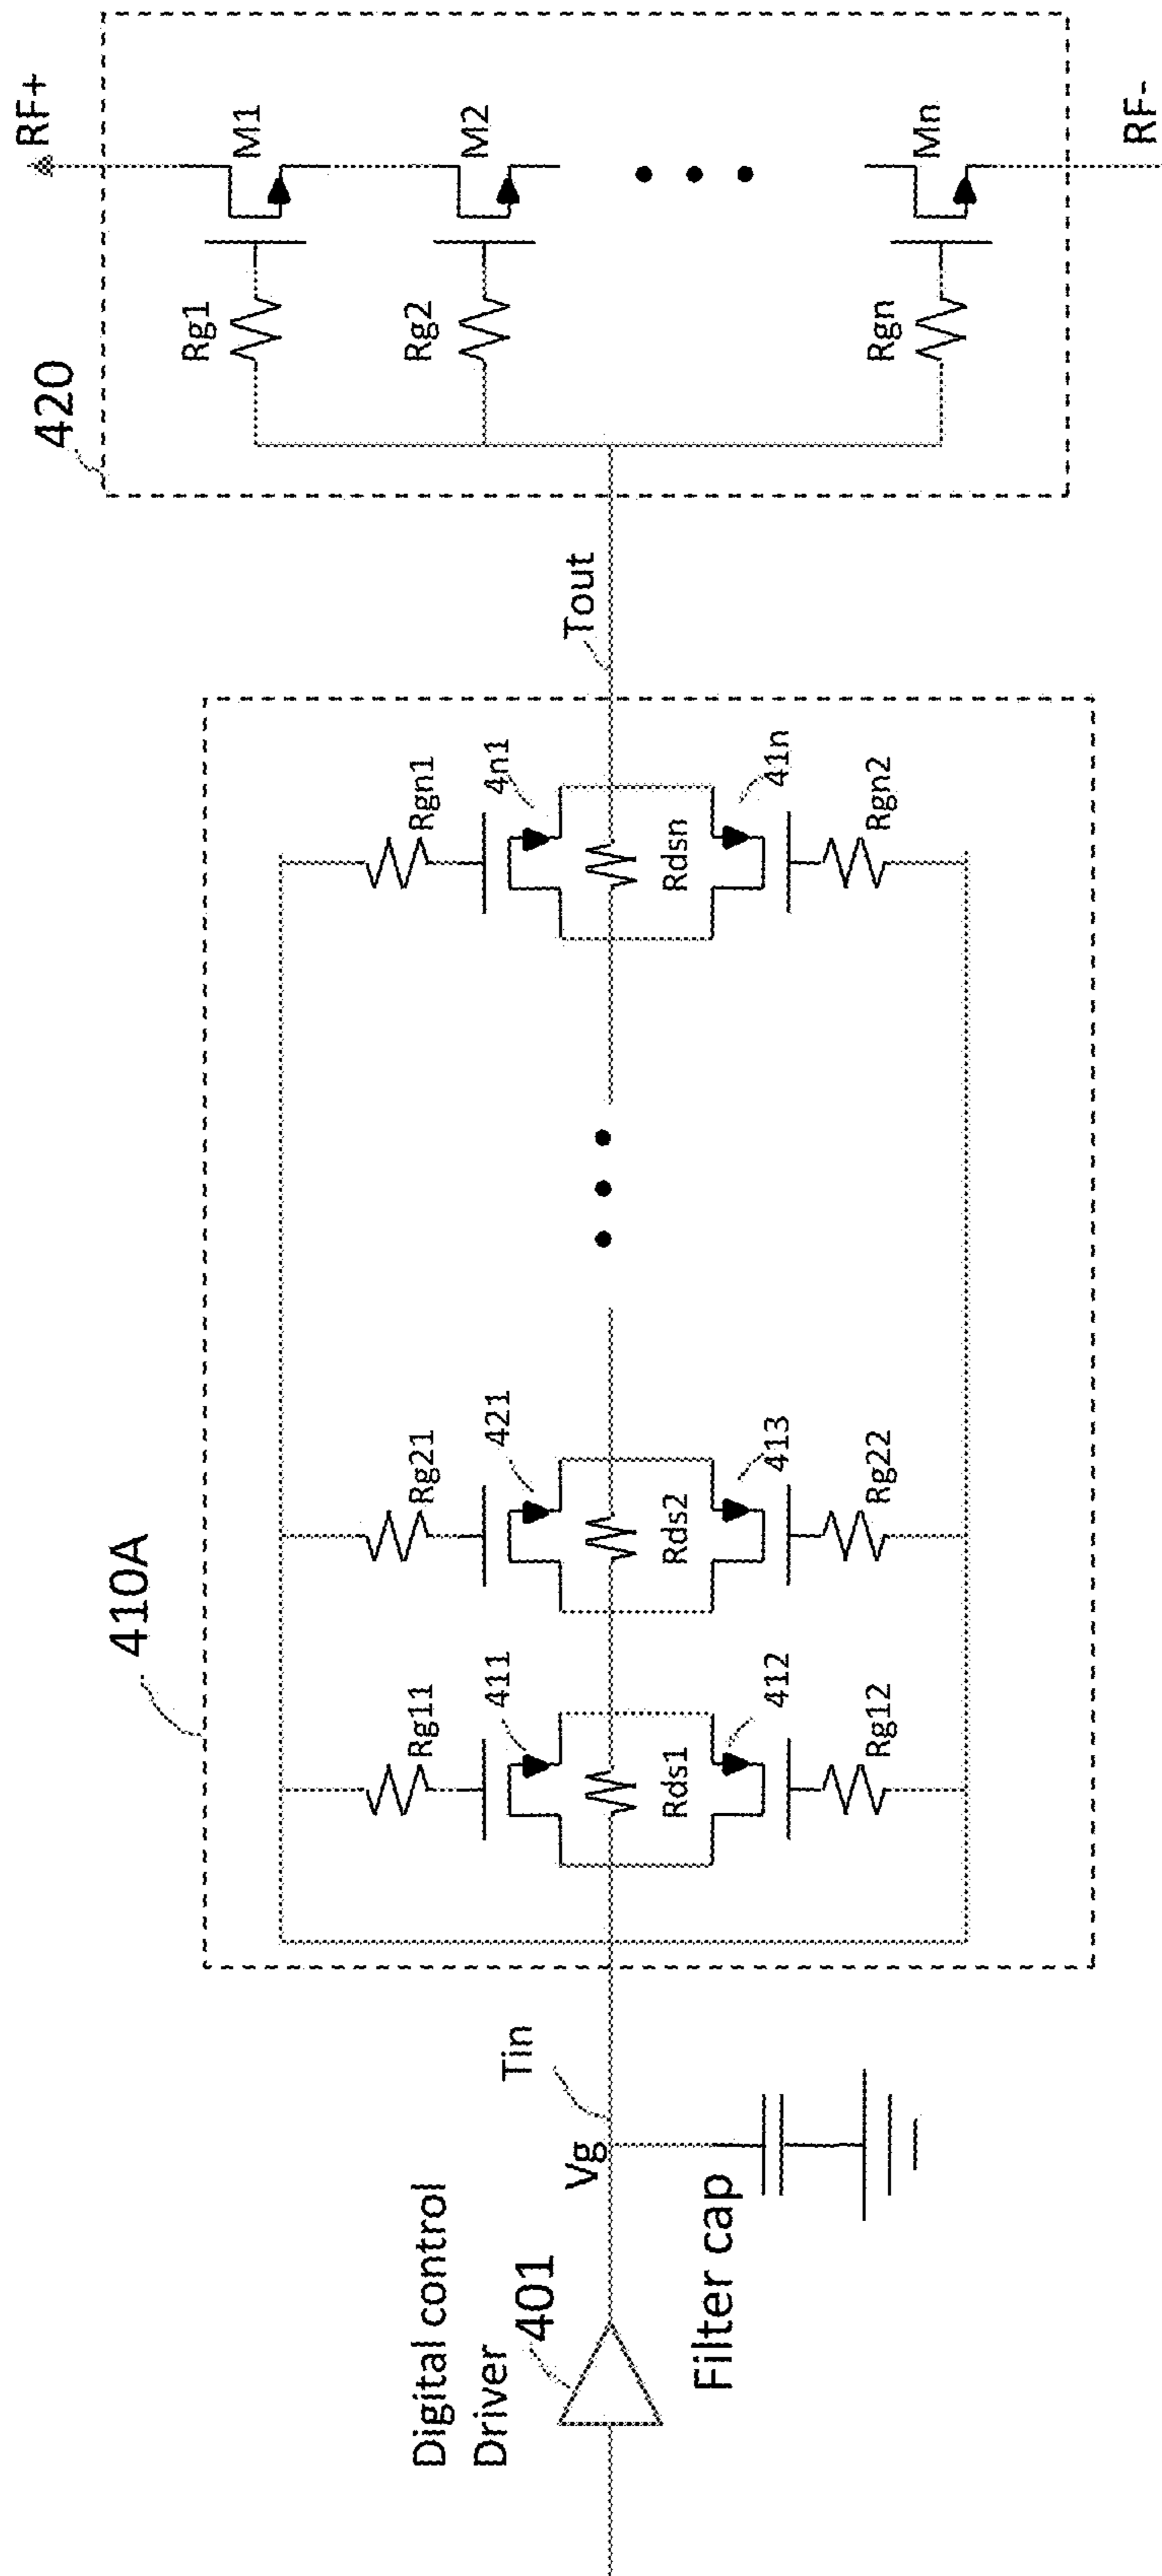 410A
420
RF+
Rg11
Rg21
Rgn1
Rg1
M1
411
421
4n1
Digital control
Driver
401
Vg
Tin
Tout
Rg2
M2
Rds1
Rds2
Rdsn
Filter cap
412
413
41n
Rg12
Rg22
Rgn2
Rgn
Mn
RF-